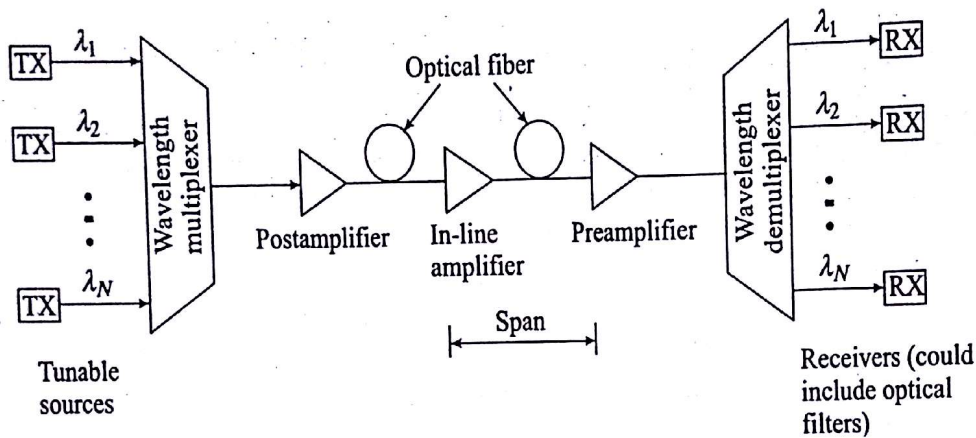 TX
λ1
TX
λ2
TX
λN
Tunable
sources
Wavelength
multiplexer
Optical fiber
Postamplifier
In-line
amplifier
Preamplifier
Span
Wavelength
demultiplexer
λ1
RX
λ2
RX
λN
RX
Receivers (could
include optical
filters)